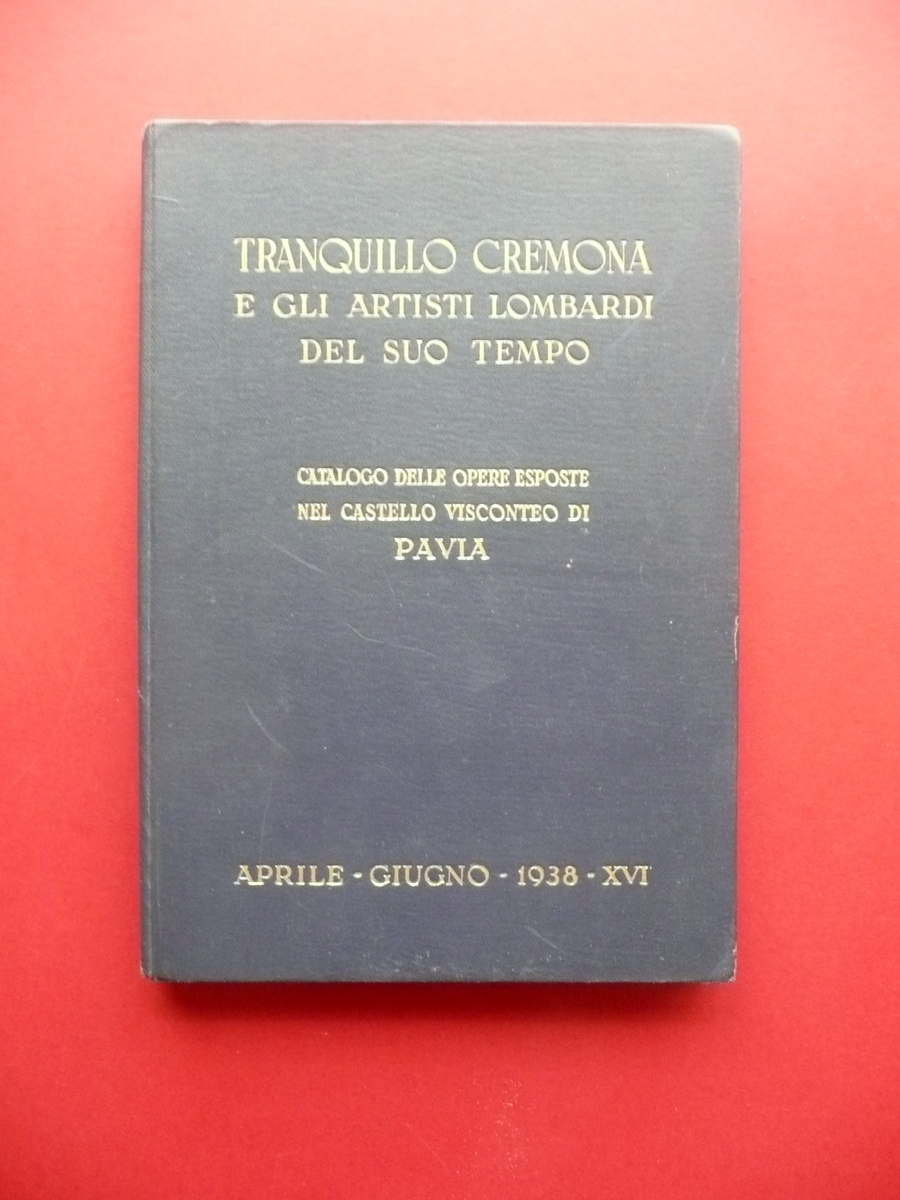 TRANQUILLO CREMONA
E GLI ARTISTI LOMBARDI
DEL SUO TEMPO
CATALOGO DELLE OPERE ESPOSTE
NEL CASTELLO VISCONTEO DI
PAVIA
APRILE - GIUGNO - 1938 - XVI